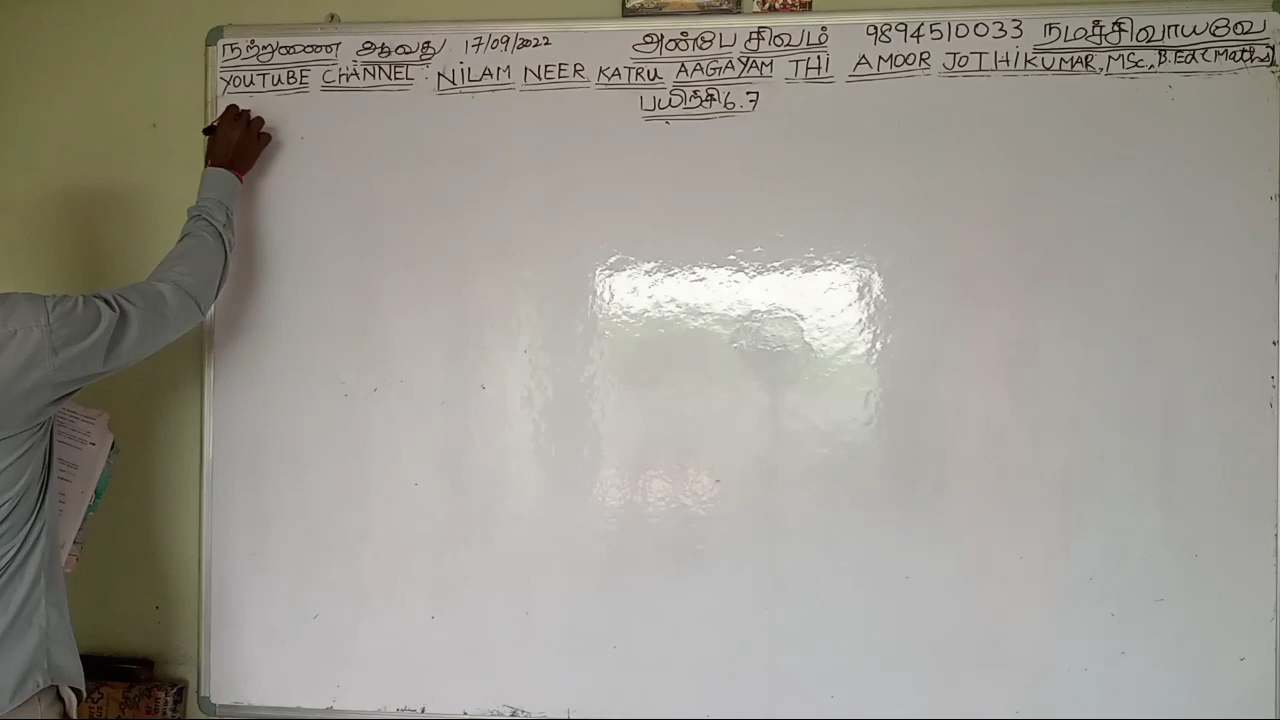 நற்றுணை ஆவது 17/09/2022 அன்பே சிவம் 9894510033 நமச்சிவாயவே
YOUTUBE CHANNEL : NILAM NEER KATRU AAGAYAM THI AMOOR JOTHIKUMAR, MSc., B.Ed (Maths)
பயிற்சி 6.7